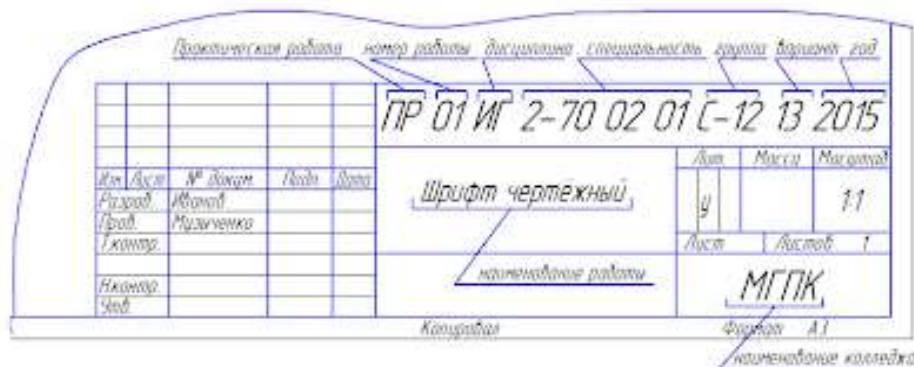 Практическая работа номер работы дисциплина специальность группа вариант год
ПР 01 ИГ 2-70 02 01 С-12 13 2015
Лит. Масса Масштаб
Изм. Лист № докум. Подп. Дата
Разраб. Иванов
Шрифт чертёжный
у 1:1
Пров. Музыченко
Т.контр.
Лист Листов 1
наименование работы
Н.контр.
МГПК
Утв.
Копировал Формат А3
наименование колледжа